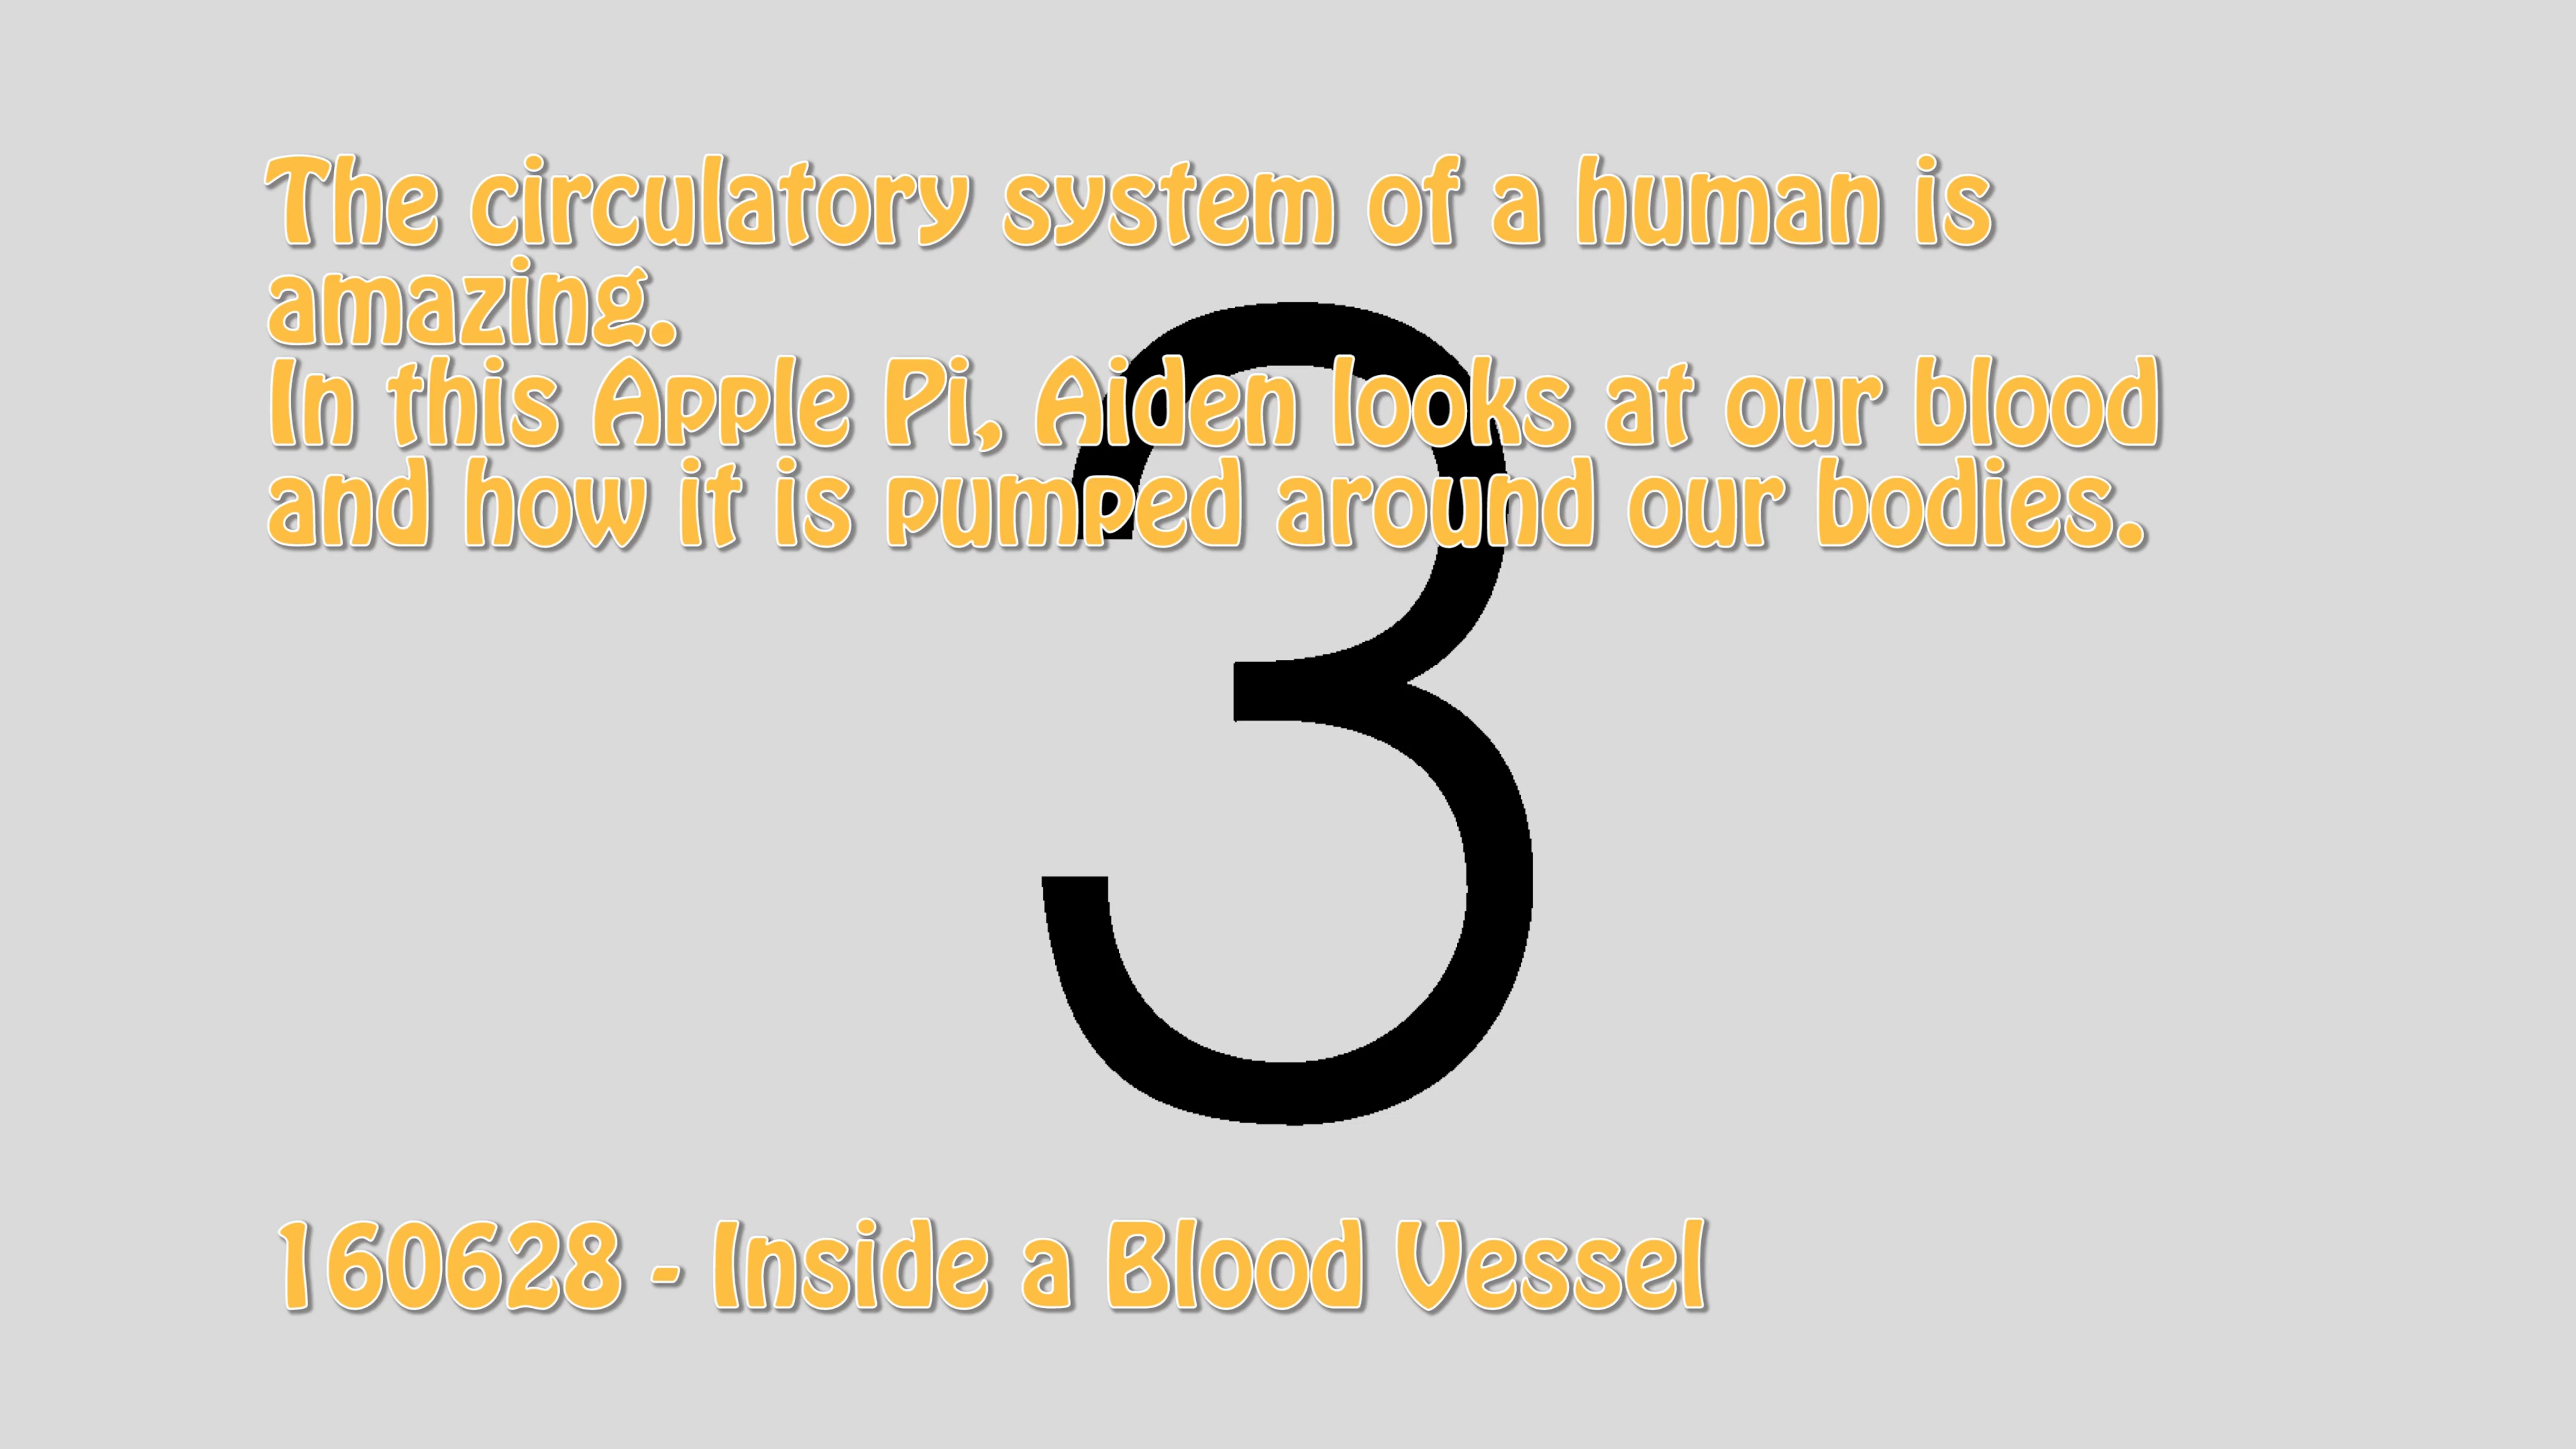 The circulatory system of a human is
amazing.
In this Apple Pi, Aiden looks at our blood
and how it is pumped around our bodies.
3
160628 - Inside a Blood Vessel